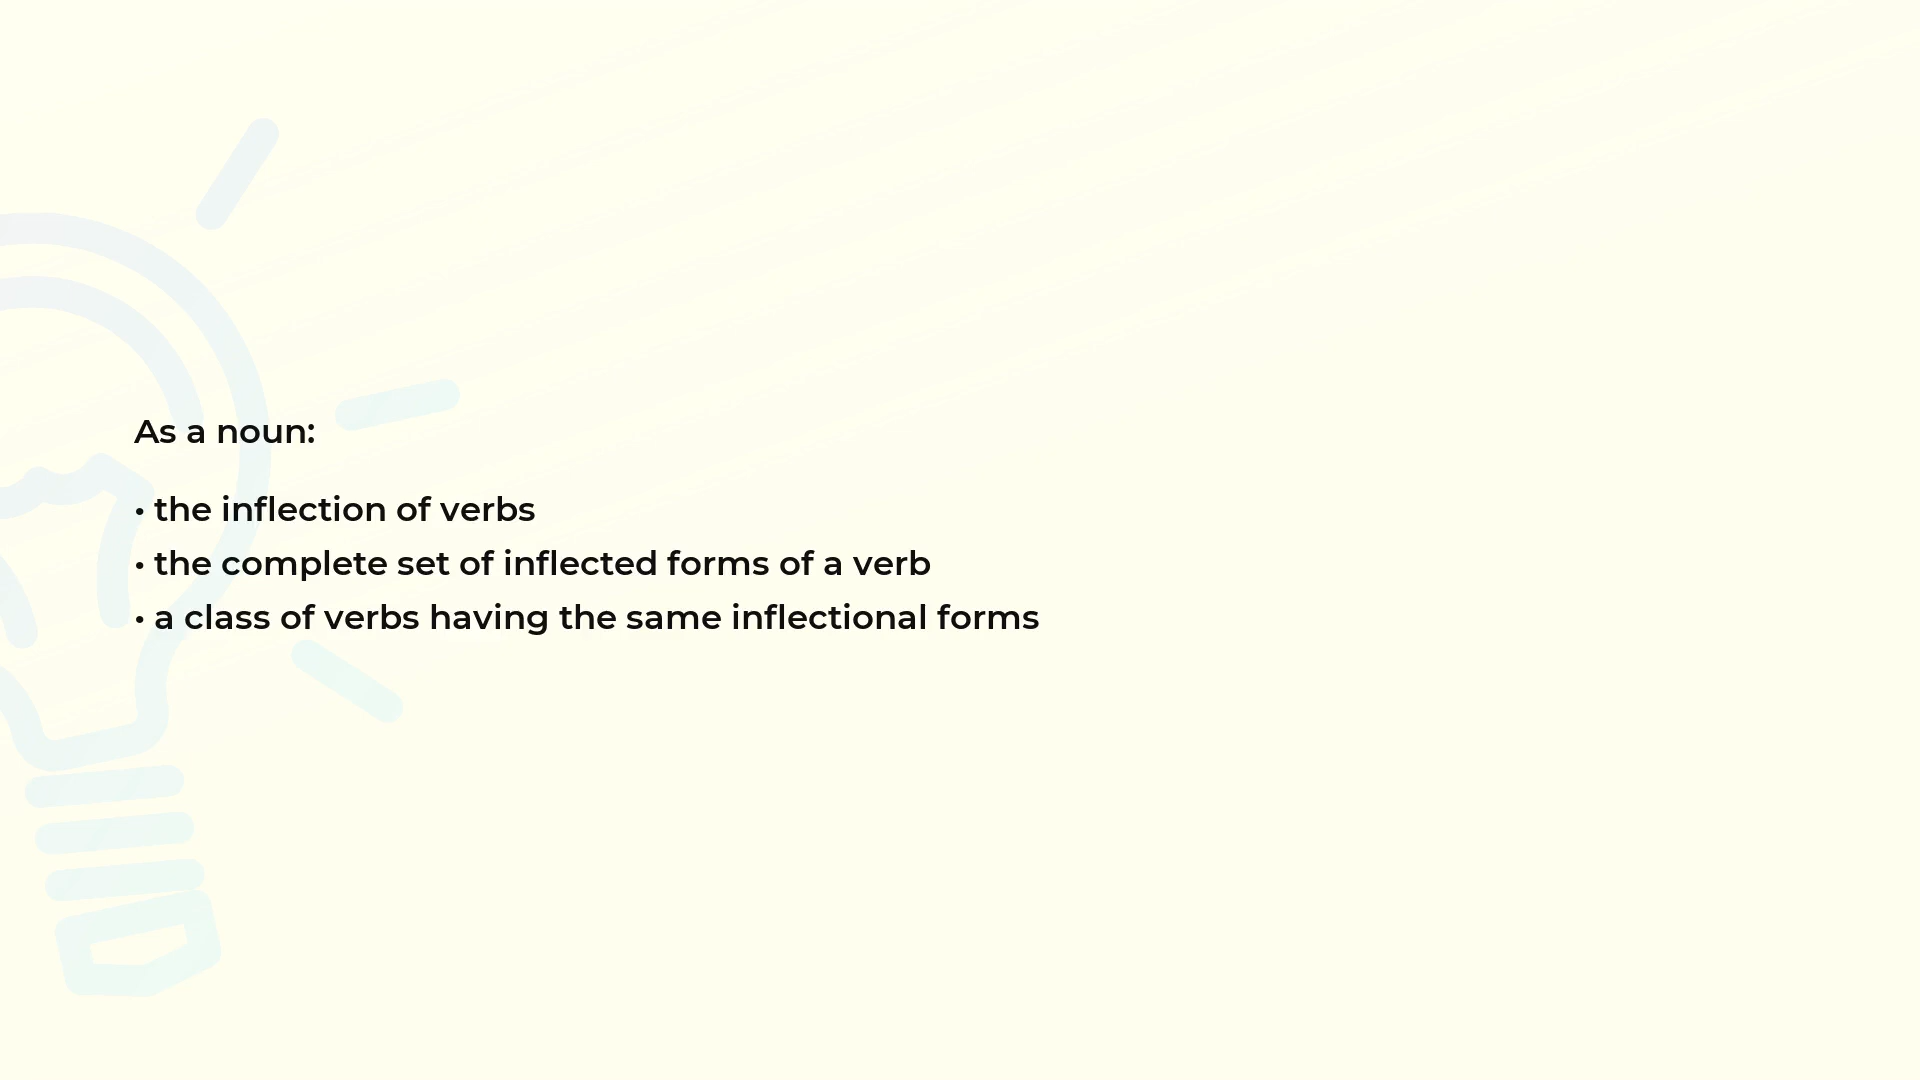 As a noun:
• the inflection of verbs
• the complete set of inflected forms of a verb
• a class of verbs having the same inflectional forms